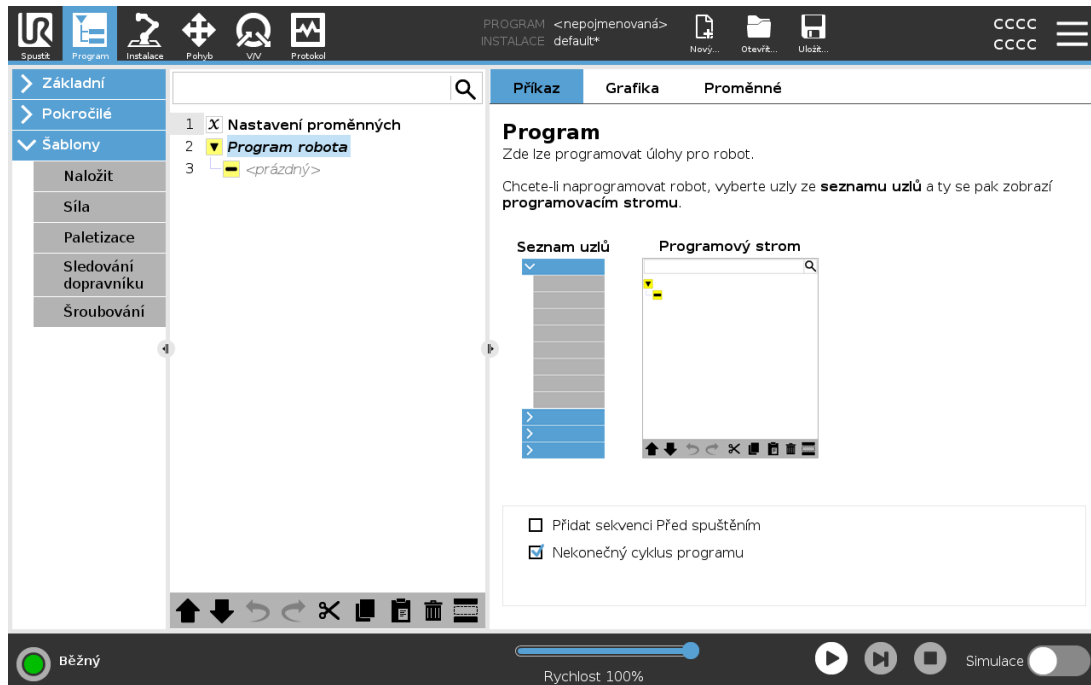 UR
PROGRAM <nepojmenovaná>
INSTALACE default*
CCCC
CCCC
Spustit Program Instalace Pohyb V/V Protokol Nový... Otevřít... Uložit...
Základní
Pokročilé
Šablony
Naložit
Síla
Paletizace
Sledování
dopravníku
Šroubování
1 X Nastavení proměnných
2 Program robota
3 <prázdný>
Příkaz Grafika Proměnné
Program
Zde lze programovat úlohy pro robot.
Chcete-li naprogramovat robot, vyberte uzly ze seznamu uzlů a ty se pak zobrazí
programovacím stromu.
Seznam uzlů Programový strom
Přidat sekvenci Před spuštěním
Nekonečný cyklus programu
Běžný
Rychlost 100%
Simulace